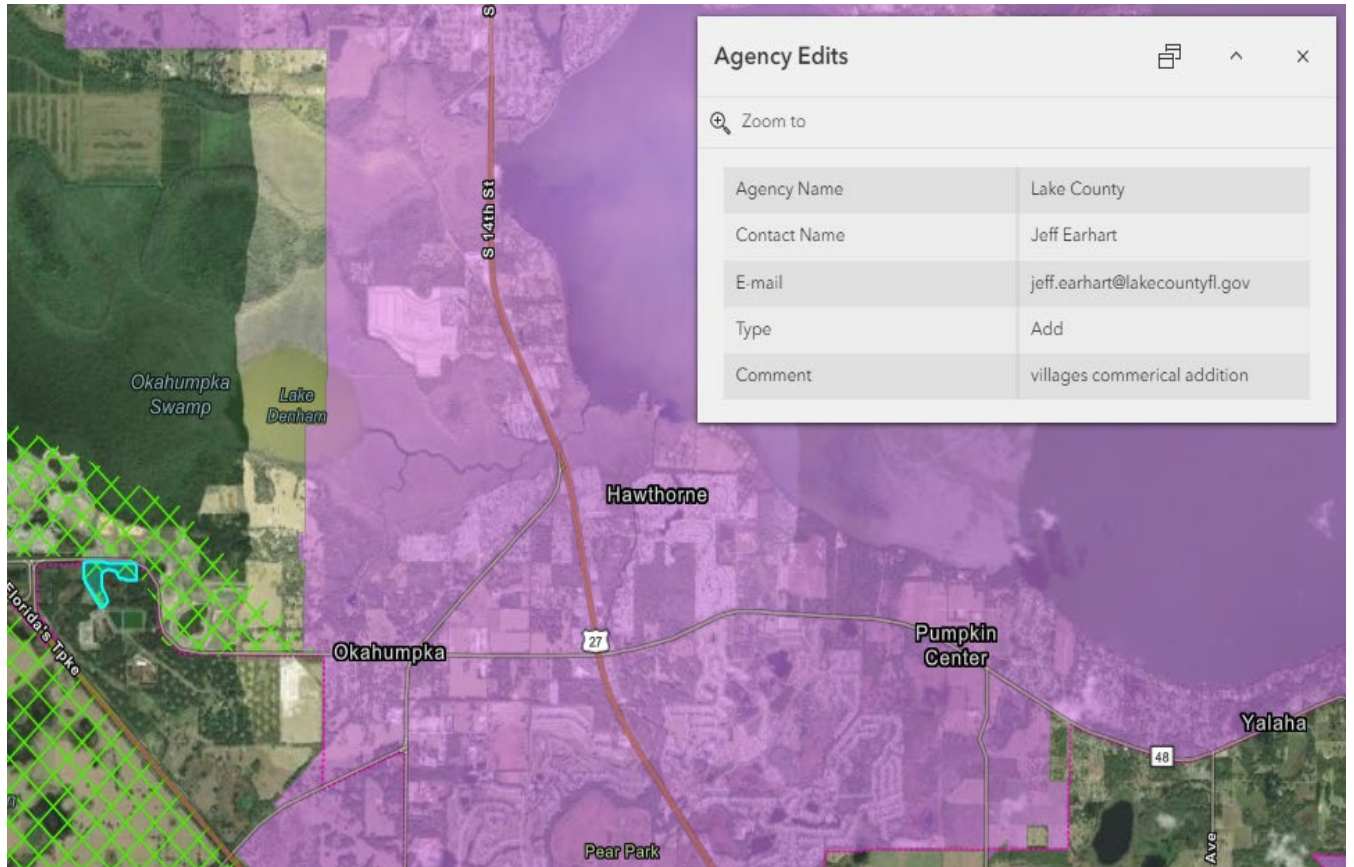 S
Agency Edits
Zoom to
Agency Name Lake County
Contact Name Jeff Earhart
E-mail jeff.earhart@lakecountyfl.gov
Type Add
Comment villages commerical addition
S 14th St
Okahumpka
Swamp
Lake
Denham
Hawthorne
Florida's Tpke
Okahumpka
27
Pumpkin
Center
Yalaha
48
Pear Park
Ave